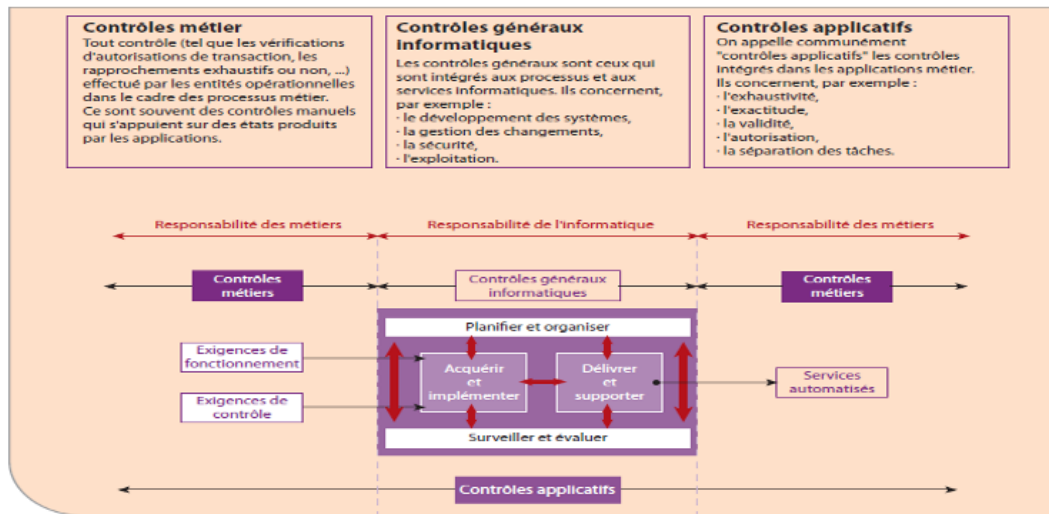 Contrôles métier
Tout contrôle (tel que les vérifications
d'autorisations de transaction, les
rapprochements exhaustifs ou non, ...)
effectué par les entités opérationnelles
dans le cadre des processus métier.
Ce sont souvent des contrôles manuels
qui s'appuient sur des états produits
par les applications.
Contrôles généraux
informatiques
Les contrôles généraux sont ceux qui
sont intégrés aux processus et aux
services informatiques. Ils concernent,
par exemple :
· le développement des systèmes,
· la gestion des changements,
· la sécurité,
· l'exploitation.
Contrôles applicatifs
On appelle communément
"contrôles applicatifs" les contrôles
intégrés dans les applications métier.
Ils concernent, par exemple :
· l'exhaustivité,
· l'exactitude,
· la validité,
· l'autorisation,
· la séparation des tâches.
Responsabilité des métiers
Responsabilité de l'informatique
Responsabilité des métiers
Contrôles
métiers
Contrôles généraux
informatiques
Contrôles
métiers
Planifier et organiser
Exigences de
fonctionnement
Exigences de
contrôle
Acquérir
et
implémenter
Délivrer
et
supporter
Services
automatisés
Surveiller et évaluer
Contrôles applicatifs